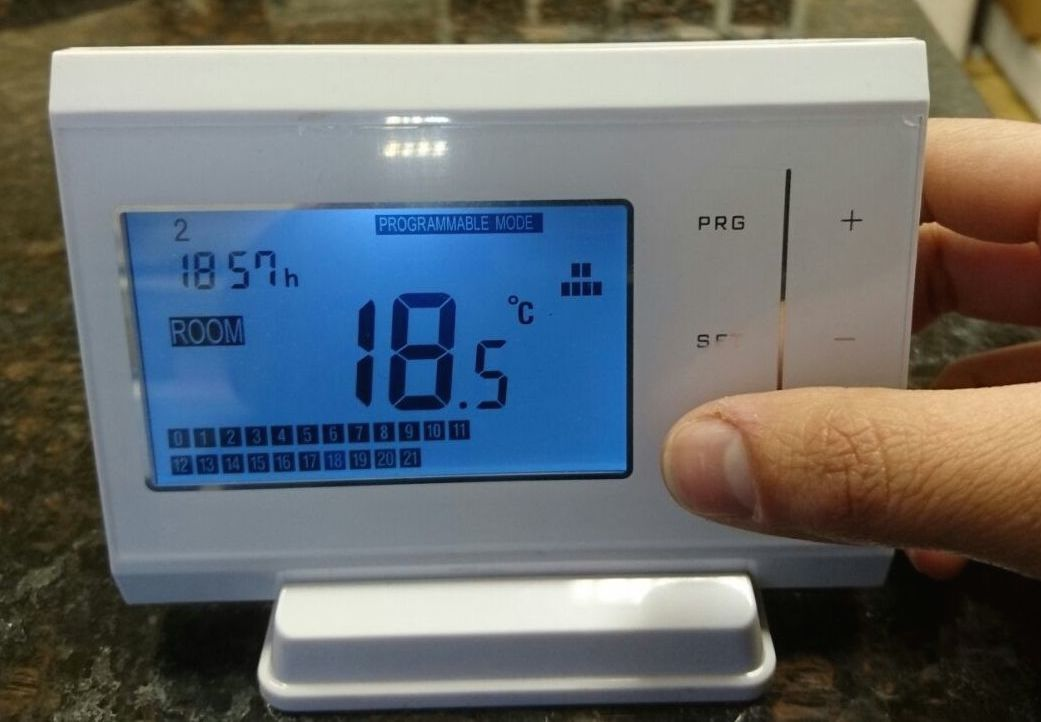 2 PROGRAMMABLE MODE
18 57h
ROOM
18.5 °C
0 1 2 3 4 5 6 7 8 9 10 11
12 13 14 15 16 17 18 19 20 21
PRG +
SET −